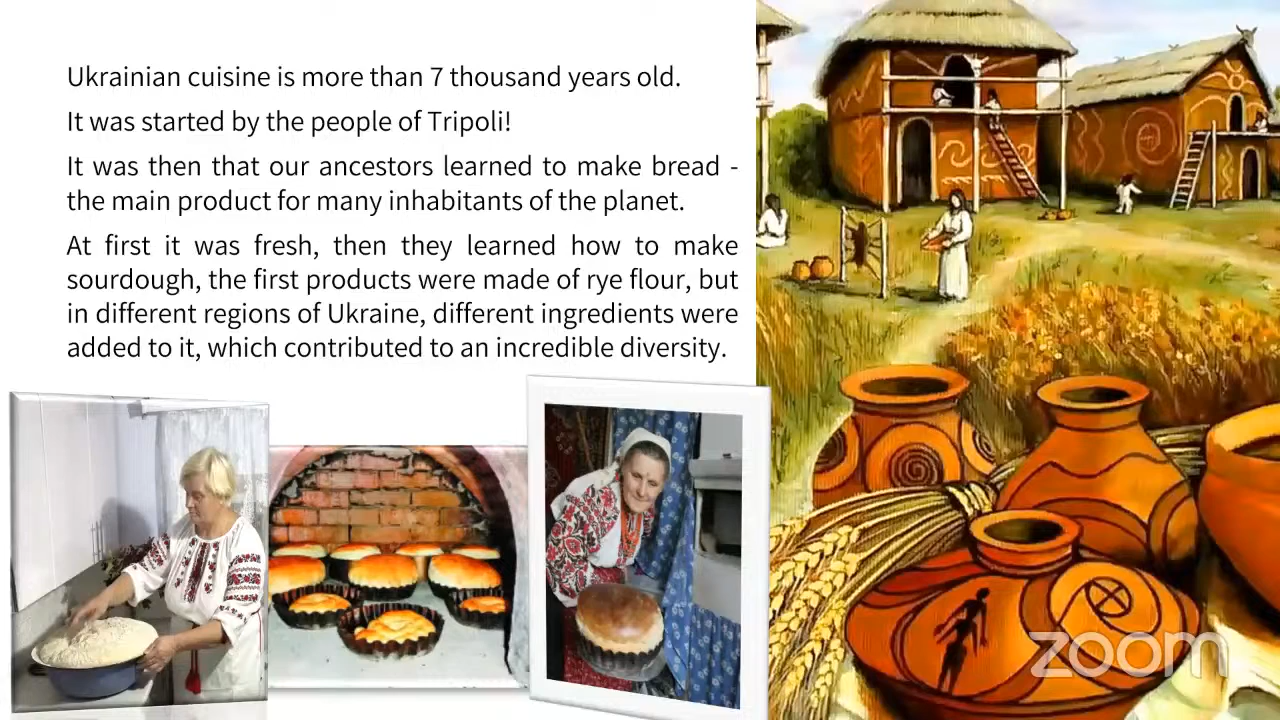 Ukrainian cuisine is more than 7 thousand years old.
It was started by the people of Tripoli!
It was then that our ancestors learned to make bread -
the main product for many inhabitants of the planet.
At first it was fresh, then they learned how to make
sourdough, the first products were made of rye flour, but
in different regions of Ukraine, different ingredients were
added to it, which contributed to an incredible diversity.
zoom